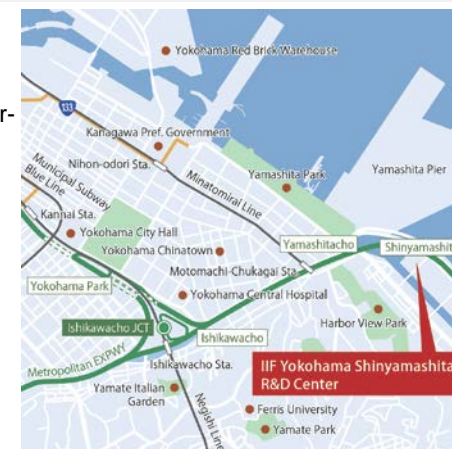 r-
Yokohama Red Brick Warehouse
133
Kanagawa Pref. Government
Nihon-odori Sta.
Municipal Subway
Blue Line
Minatomirai Line
Yamashita Park
Yamashita Pier
Kannai Sta.
Yokohama City Hall
Yokohama Chinatown
Yamashitacho
Shinyamashit
Motomachi-Chukagai Sta.
Yokohama Park
Yokohama Central Hospital
Harbor View Park
Ishikawacho JCT
Ishikawacho
Metropolitan EXPWY
Ishikawacho Sta.
IIF Yokohama Shinyamashita
R&D Center
Yamate Italian
Garden
Negishi Line
Ferris University
Yamate Park